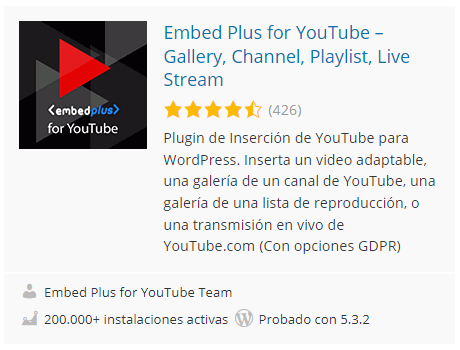 <embedplus>
for YouTube
Embed Plus for YouTube –
Gallery, Channel, Playlist, Live
Stream
(426)
Plugin de Inserción de YouTube para
WordPress. Inserta un video adaptable,
una galería de un canal de YouTube, una
galería de una lista de reproducción, o
una transmisión en vivo de
YouTube.com (Con opciones GDPR)
Embed Plus for YouTube Team
200.000+ instalaciones activas Probado con 5.3.2